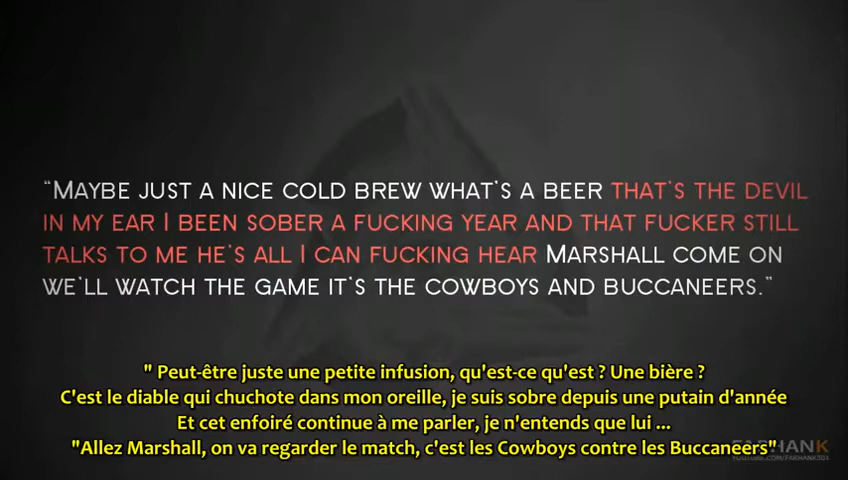 “MAYBE JUST A NICE COLD BREW WHAT'S A BEER THAT'S THE DEVIL
IN MY EAR I BEEN SOBER A FUCKING YEAR AND THAT FUCKER STILL
TALKS TO ME HE'S ALL I CAN FUCKING HEAR MARSHALL COME ON
WE'LL WATCH THE GAME IT'S THE COWBOYS AND BUCCANEERS.”
" Peut-être juste une petite infusion, qu'est-ce qu'est ? Une bière ?
C'est le diable qui chuchote dans mon oreille, je suis sobre depuis une putain d'année
Et cet enfoiré continue à me parler, je n'entends que lui ...
"Allez Marshall, on va regarder le match, c'est les Cowboys contre les Buccaneers"
FARHANK
YOUTUBE.COM/FARHANK501